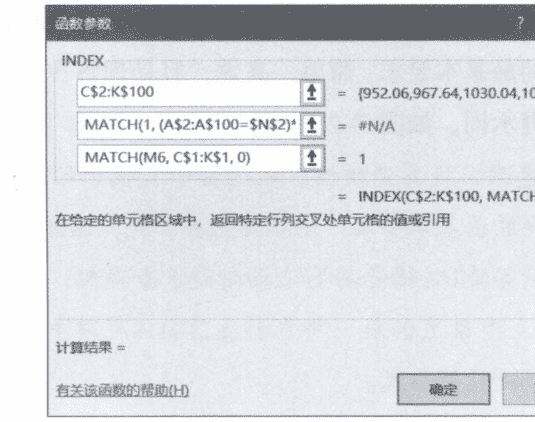 函数参数 ?
INDEX
C$2:K$100 = {952.06,967.64,1030.04,10
MATCH(1, (A$2:A$100=$N$2)* = #N/A
MATCH(M6, C$1:K$1, 0) = 1
= INDEX(C$2:K$100, MATCH
在给定的单元格区域中，返回特定行列交叉处单元格的值或引用
计算结果 =
有关该函数的帮助(H) 确定